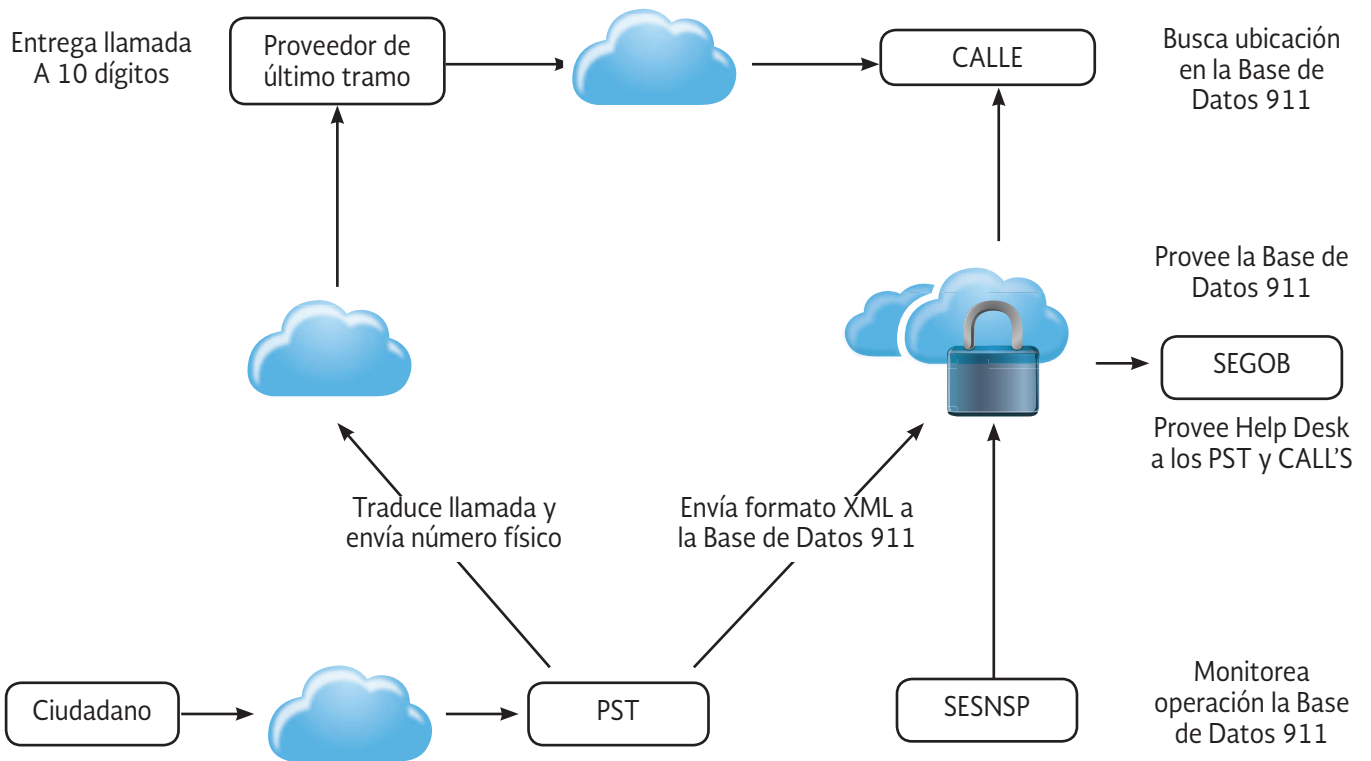 Entrega llamada
A 10 dígitos
Proveedor de
último tramo
CALLE
Busca ubicación
en la Base de
Datos 911
Provee la Base de
Datos 911
SEGOB
Provee Help Desk
a los PST y CALL'S
Traduce llamada y
envía número físico
Envía formato XML a
la Base de Datos 911
Ciudadano
PST
SESNSP
Monitorea
operación la Base
de Datos 911